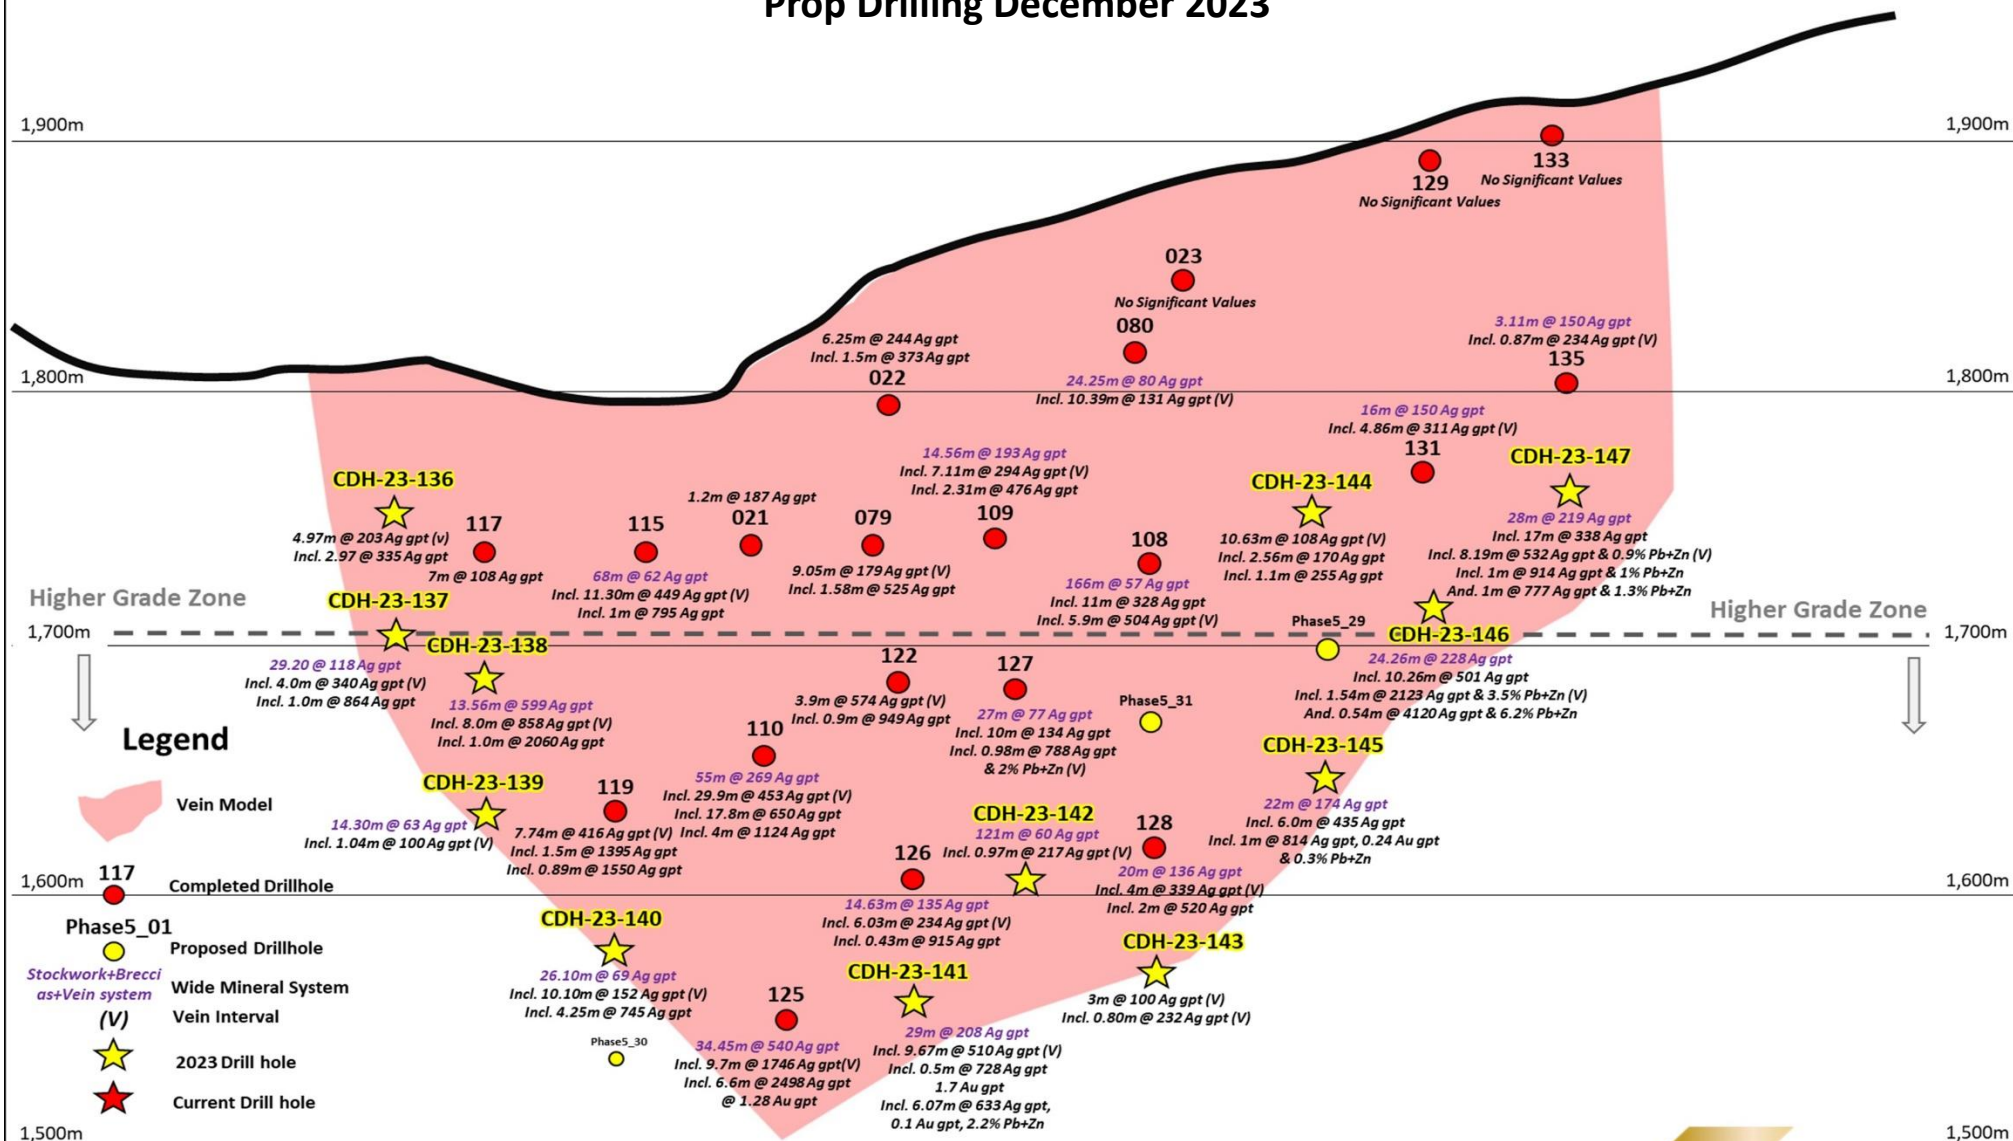 Prop Drilling December 2023
1,900m
1,900m
133
No Significant Values
129
No Significant Values
023
No Significant Values
080
24.25m @ 80 Ag gpt
Incl. 10.39m @ 131 Ag gpt (V)
6.25m @ 244 Ag gpt
Incl. 1.5m @ 373 Ag gpt
022
3.11m @ 150 Ag gpt
Incl. 0.87m @ 234 Ag gpt (V)
135
1,800m
1,800m
16m @ 150 Ag gpt
Incl. 4.86m @ 311 Ag gpt (V)
131
CDH-23-136
4.97m @ 203 Ag gpt (v)
Incl. 2.97 @ 335 Ag gpt
117
7m @ 108 Ag gpt
115
68m @ 62 Ag gpt
Incl. 11.30m @ 449 Ag gpt (V)
Incl. 1m @ 795 Ag gpt
1.2m @ 187 Ag gpt
021
079
9.05m @ 179 Ag gpt (V)
Incl. 1.58m @ 525 Ag gpt
14.56m @ 193 Ag gpt
Incl. 7.11m @ 294 Ag gpt (V)
Incl. 2.31m @ 476 Ag gpt
109
108
166m @ 57 Ag gpt
Incl. 11m @ 328 Ag gpt
Incl. 5.9m @ 504 Ag gpt (V)
CDH-23-144
10.63m @ 108 Ag gpt (V)
Incl. 2.56m @ 170 Ag gpt
Incl. 1.1m @ 255 Ag gpt
CDH-23-147
28m @ 219 Ag gpt
Incl. 17m @ 338 Ag gpt
Incl. 8.19m @ 532 Ag gpt & 0.9% Pb+Zn (V)
Incl. 1m @ 914 Ag gpt & 1% Pb+Zn
And. 1m @ 777 Ag gpt & 1.3% Pb+Zn
Higher Grade Zone
Higher Grade Zone
1,700m
1,700m
CDH-23-137
29.20 @ 118 Ag gpt
Incl. 4.0m @ 340 Ag gpt (V)
Incl. 1.0m @ 864 Ag gpt
CDH-23-138
13.56m @ 599 Ag gpt
Incl. 8.0m @ 858 Ag gpt (V)
Incl. 1.0m @ 2060 Ag gpt
122
3.9m @ 574 Ag gpt (V)
Incl. 0.9m @ 949 Ag gpt
127
27m @ 77 Ag gpt
Incl. 10m @ 134 Ag gpt
Incl. 0.98m @ 788 Ag gpt
& 2% Pb+Zn (V)
Phase5_31
Phase5_29
CDH-23-146
24.26m @ 228 Ag gpt
Incl. 10.26m @ 501 Ag gpt
Incl. 1.54m @ 2123 Ag gpt & 3.5% Pb+Zn (V)
And. 0.54m @ 4120 Ag gpt & 6.2% Pb+Zn
110
55m @ 269 Ag gpt
Incl. 29.9m @ 453 Ag gpt (V)
Incl. 17.8m @ 650 Ag gpt
Incl. 4m @ 1124 Ag gpt
CDH-23-145
22m @ 174 Ag gpt
Incl. 6.0m @ 435 Ag gpt
Incl. 1m @ 814 Ag gpt, 0.24 Au gpt
& 0.3% Pb+Zn
CDH-23-139
14.30m @ 63 Ag gpt
Incl. 1.04m @ 100 Ag gpt (V)
119
7.74m @ 416 Ag gpt (V)
Incl. 1.5m @ 1395 Ag gpt
Incl. 0.89m @ 1550 Ag gpt
CDH-23-142
121m @ 60 Ag gpt
Incl. 0.97m @ 217 Ag gpt (V)
128
20m @ 136 Ag gpt
Incl. 4m @ 339 Ag gpt (V)
Incl. 2m @ 520 Ag gpt
126
14.63m @ 135 Ag gpt
Incl. 6.03m @ 234 Ag gpt (V)
Incl. 0.43m @ 915 Ag gpt
1,600m
1,600m
CDH-23-140
26.10m @ 69 Ag gpt
Incl. 10.10m @ 152 Ag gpt (V)
Incl. 4.25m @ 745 Ag gpt
Phase5_30
125
34.45m @ 540 Ag gpt
Incl. 9.7m @ 1746 Ag gpt(V)
Incl. 6.6m @ 2498 Ag gpt
@ 1.28 Au gpt
CDH-23-141
29m @ 208 Ag gpt
Incl. 9.67m @ 510 Ag gpt (V)
Incl. 0.5m @ 728 Ag gpt
1.7 Au gpt
Incl. 6.07m @ 633 Ag gpt,
0.1 Au gpt, 2.2% Pb+Zn
CDH-23-143
3m @ 100 Ag gpt (V)
Incl. 0.80m @ 232 Ag gpt (V)
1,500m
1,500m
Legend
Vein Model
117
Completed Drillhole
Phase5_01
Proposed Drillhole
Stockwork+Brecci
as+Vein system
Wide Mineral System
(V)
Vein Interval
2023 Drill hole
Current Drill hole